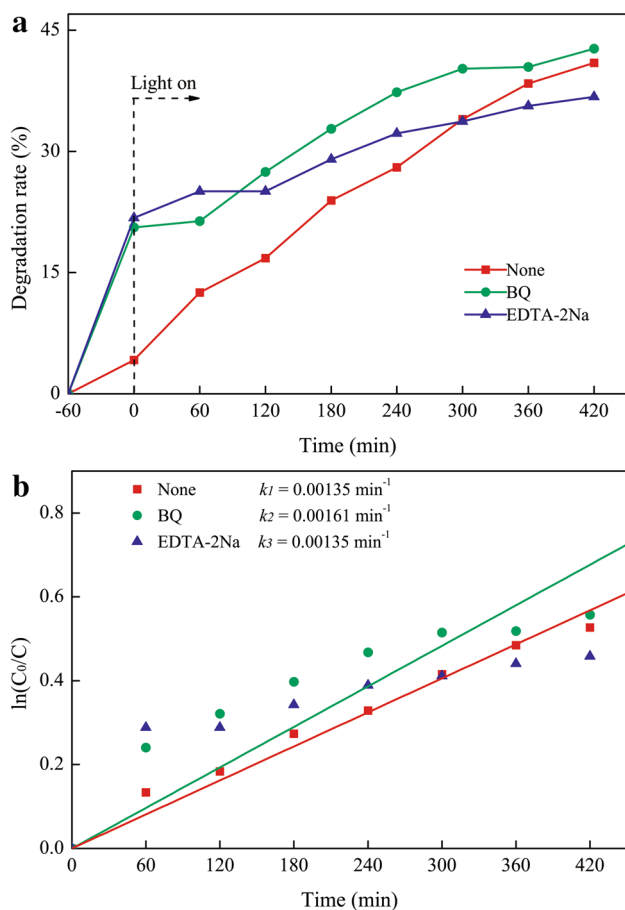 a
45
30
15
0
Degradation rate (%)
Light on
None
BQ
EDTA-2Na
-60 0 60 120 180 240 300 360 420
Time (min)
b
None k1 = 0.00135 min-1
BQ k2 = 0.00161 min-1
EDTA-2Na k3 = 0.00135 min-1
0.8
0.6
0.4
0.2
0.0
ln(C0/C)
0 60 120 180 240 300 360 420
Time (min)